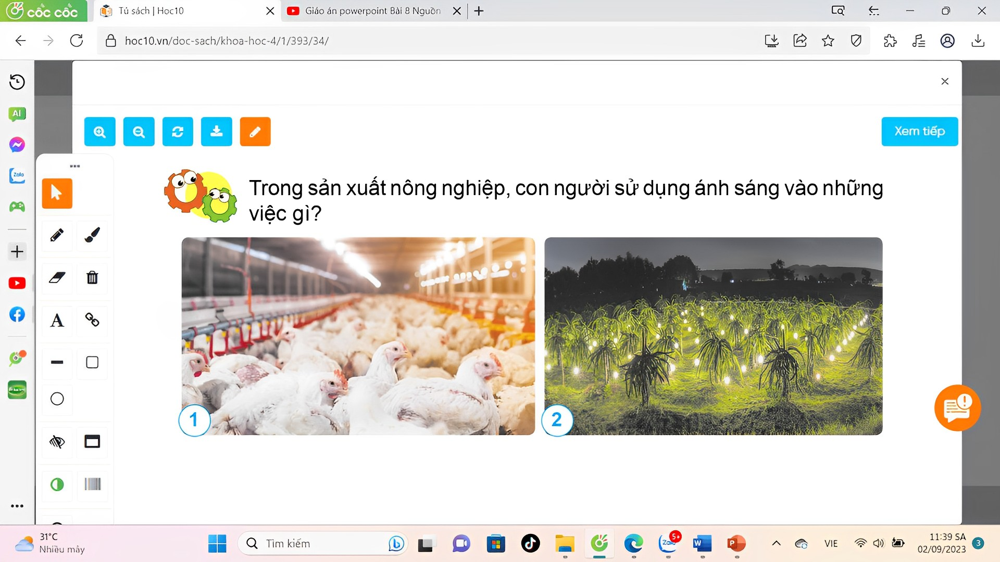 cốc cốc
Tủ sách | Hoc10
Giáo án powerpoint Bài 8 Nguồn
hoc10.vn/doc-sach/khoa-hoc-4/1/393/34/
AI
Xem tiếp
Zalo
Trong sản xuất nông nghiệp, con người sử dụng ánh sáng vào những
việc gì?
A
1
2
31°C
Nhiều mây
Tìm kiếm
5+
VIE
11:39 SA
02/09/2023
3